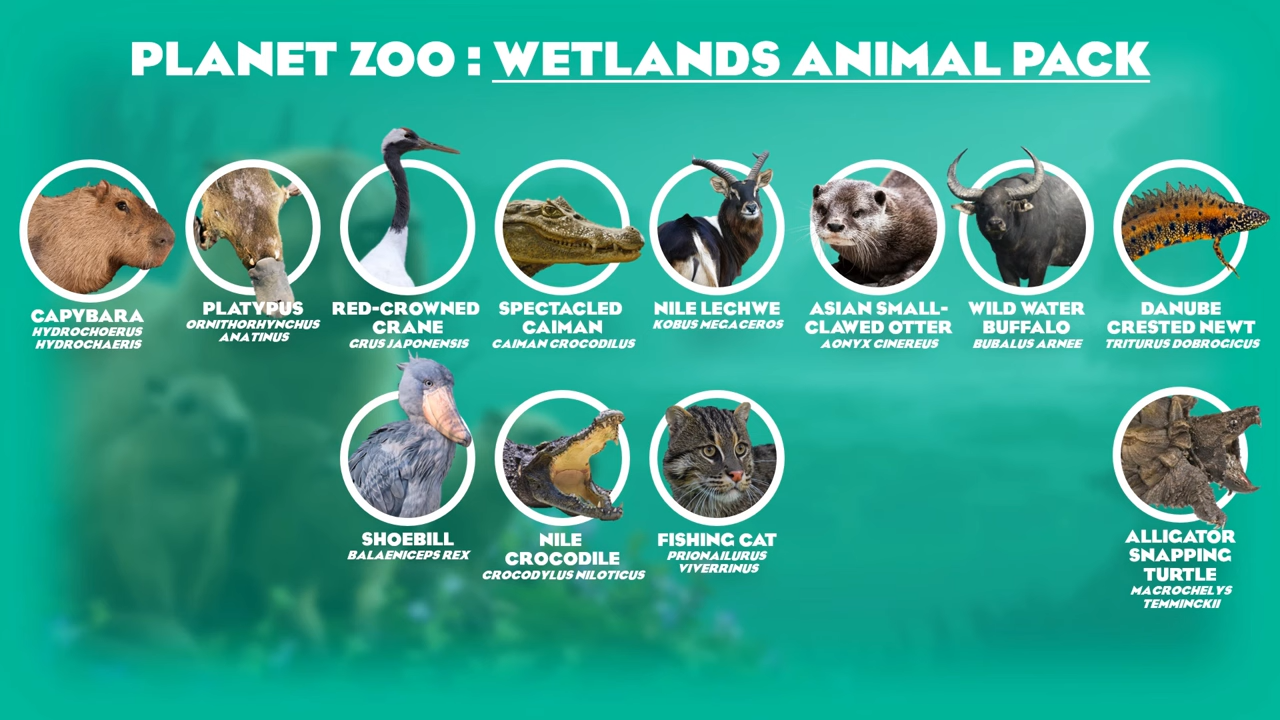 PLANET ZOO : WETLANDS ANIMAL PACK
CAPYBARA
HYDROCHOERUS
HYDROCHAERIS
PLATYPUS
ORNITHORHYNCHUS
ANATINUS
RED-CROWNED
CRANE
GRUS JAPONENSIS
SPECTACLED
CAIMAN
CAIMAN CROCODILUS
NILE LECHWE
KOBUS MEGACEROS
ASIAN SMALL-
CLAWED OTTER
AONYX CINEREUS
WILD WATER
BUFFALO
BUBALUS ARNEE
DANUBE
CRESTED NEWT
TRITURUS DOBROGICUS
SHOEBILL
BALAENICEPS REX
NILE
CROCODILE
CROCODYLUS NILOTICUS
FISHING CAT
PRIONAILURUS
VIVERRINUS
ALLIGATOR
SNAPPING
TURTLE
MACROCHELYS
TEMMINCKII